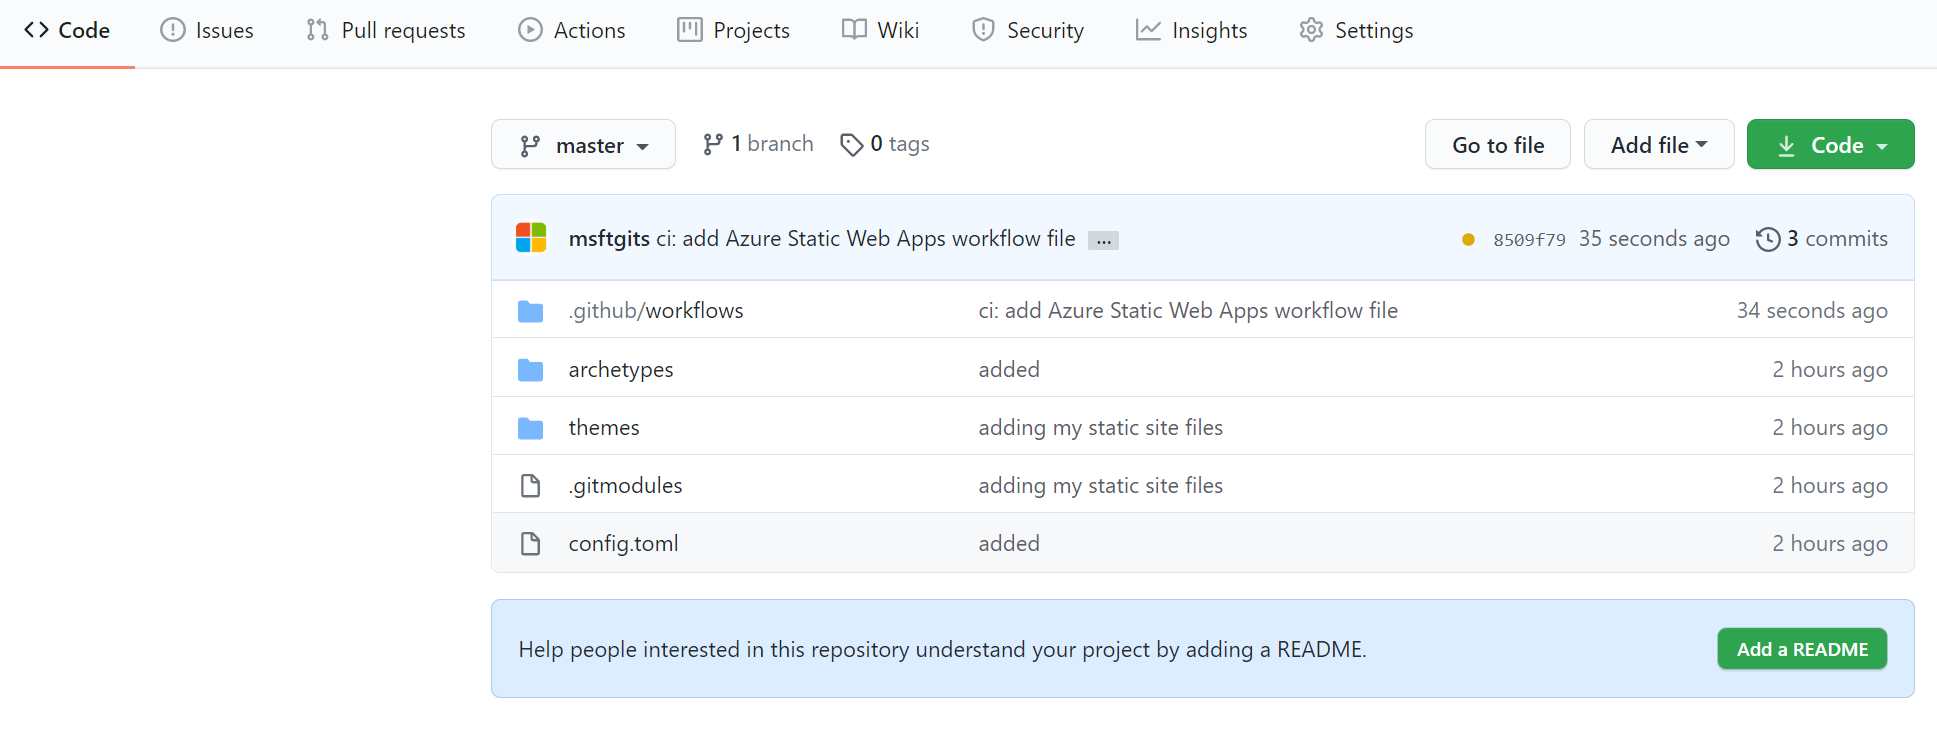 Code Issues Pull requests Actions Projects Wiki Security Insights Settings
master 1 branch 0 tags Go to file Add file Code
msftgits ci: add Azure Static Web Apps workflow file ... 8509f79 35 seconds ago 3 commits
.github/workflows ci: add Azure Static Web Apps workflow file 34 seconds ago
archetypes added 2 hours ago
themes adding my static site files 2 hours ago
.gitmodules adding my static site files 2 hours ago
config.toml added 2 hours ago
Help people interested in this repository understand your project by adding a README. Add a README